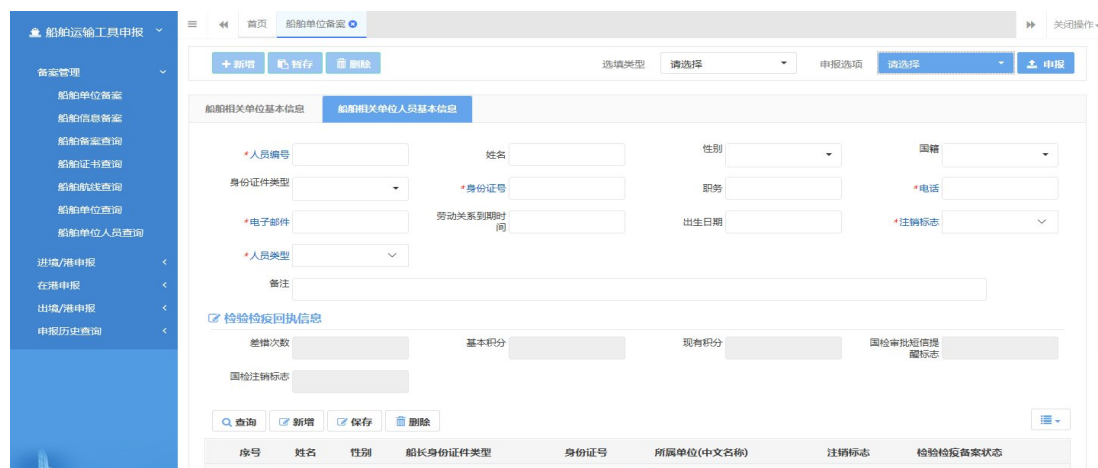 船舶运输工具申报
首页 船舶单位备案 关闭操作
新增 暂存 删除 选填类型 请选择 申报选项 请选择 申报
备案管理
船舶单位备案
船舶信息备案
船舶备案查询
船舶证书查询
船舶航线查询
船舶单位查询
船舶单位人员查询
进境/港申报
在港申报
出境/港申报
申报历史查询
船舶相关单位基本信息 船舶相关单位人员基本信息
*人员编号 姓名 性别 国籍
身份证件类型 *身份证号 职务 *电话
*电子邮件 劳动关系到期时
间 出生日期 *注销标志
*人员类型
备注
检验检疫回执信息
差错次数 基本积分 现有积分 国检审批短信提
醒标志
国检注销标志
查询 新增 保存 删除
序号 姓名 性别 船长身份证件类型 身份证号 所属单位(中文名称) 注销标志 检验检疫备案状态